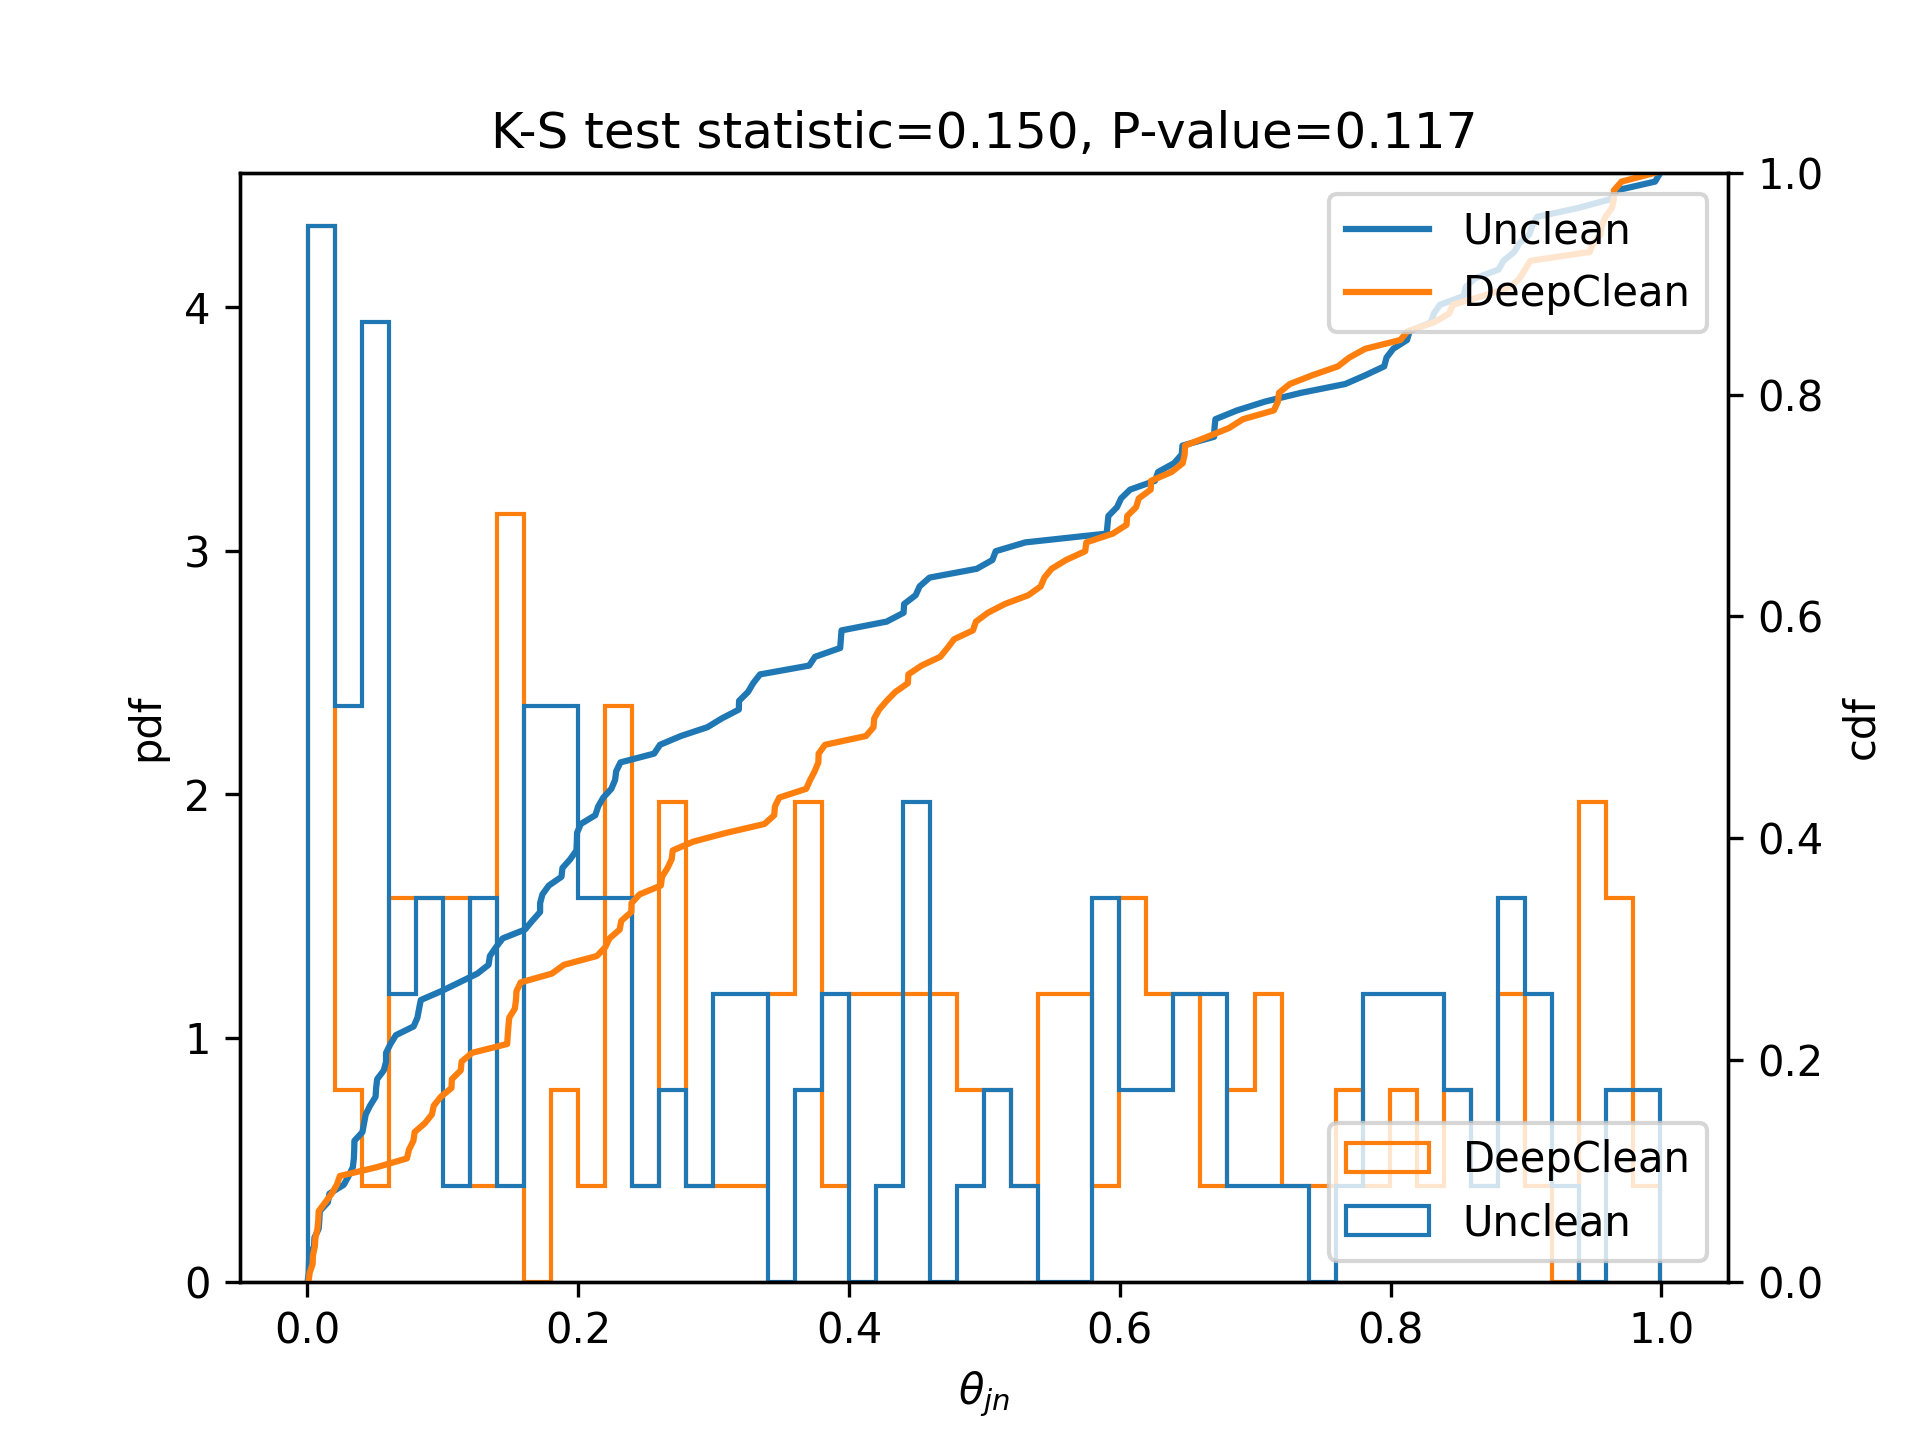 K-S test statistic=0.150, P-value=0.117
Unclean
DeepClean
DeepClean
Unclean
pdf
4
3
2
1
0
cdf
1.0
0.8
0.6
0.4
0.2
0.0
0.0 0.2 0.4 0.6 0.8 1.0
θjn